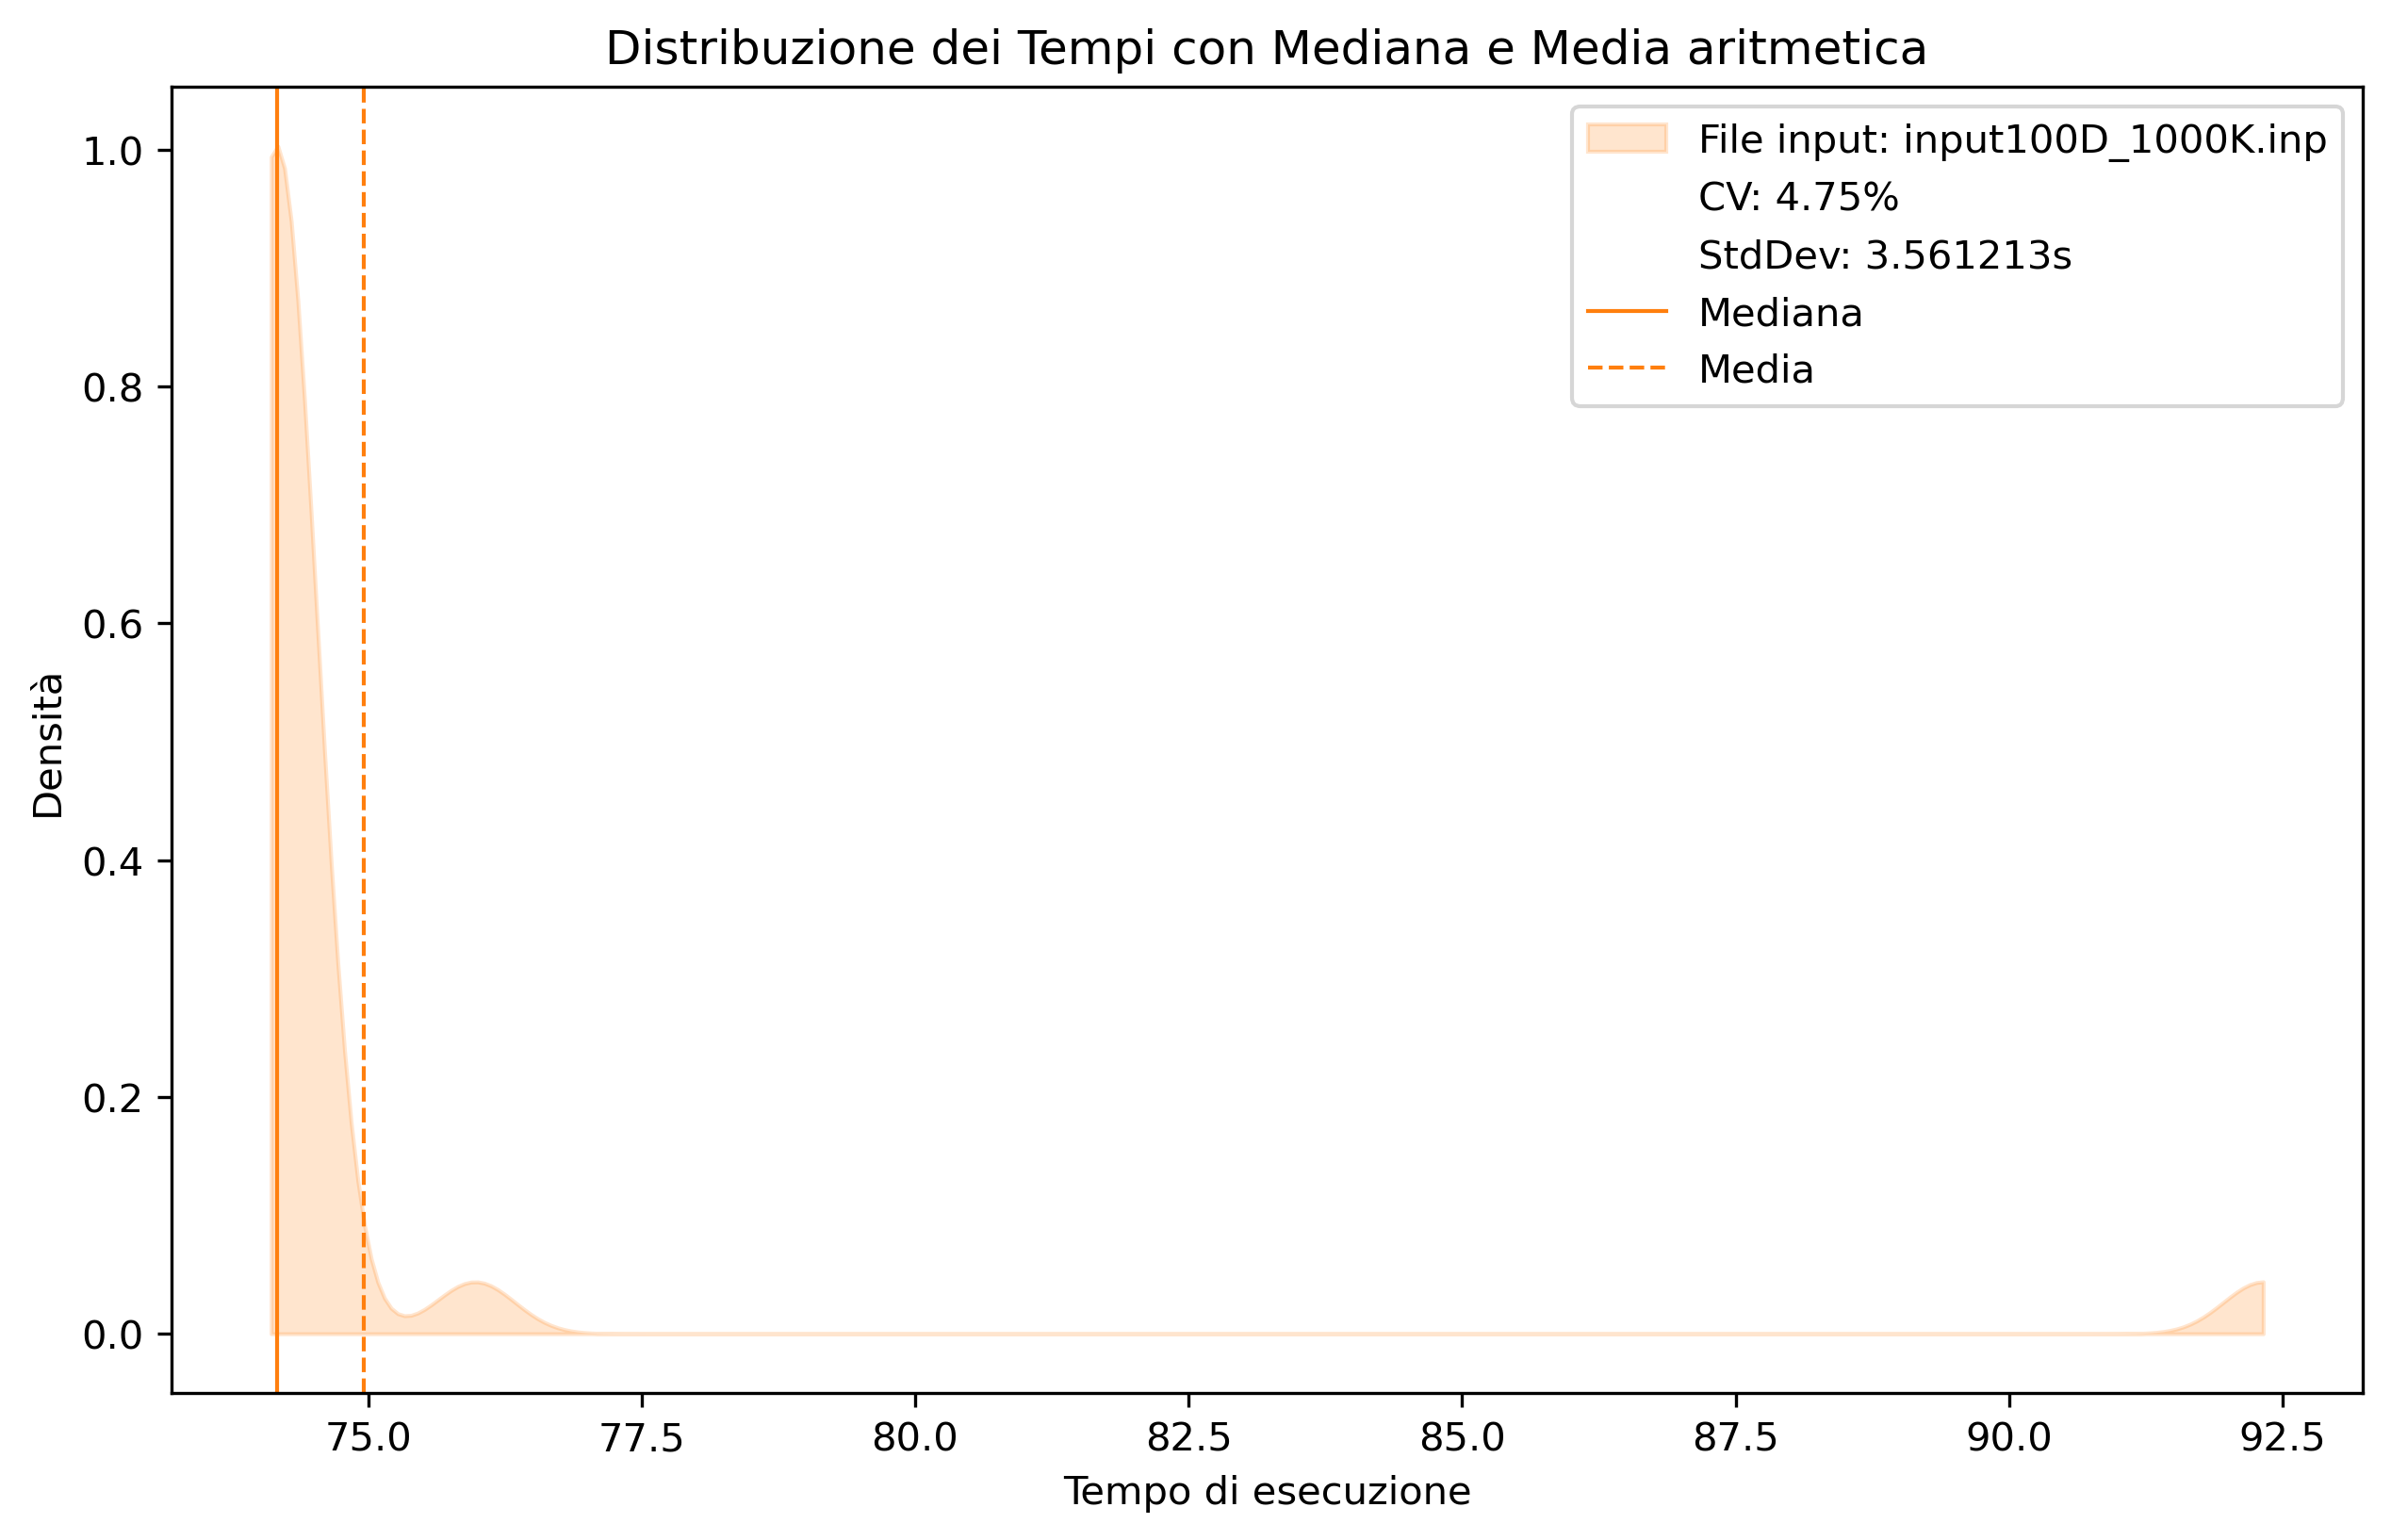 Distribuzione dei Tempi con Mediana e Media aritmetica
File input: input100D_1000K.inp
CV: 4.75%
StdDev: 3.561213s
Mediana
Media
Densità
1.0
0.8
0.6
0.4
0.2
0.0
75.0 77.5 80.0 82.5 85.0 87.5 90.0 92.5
Tempo di esecuzione